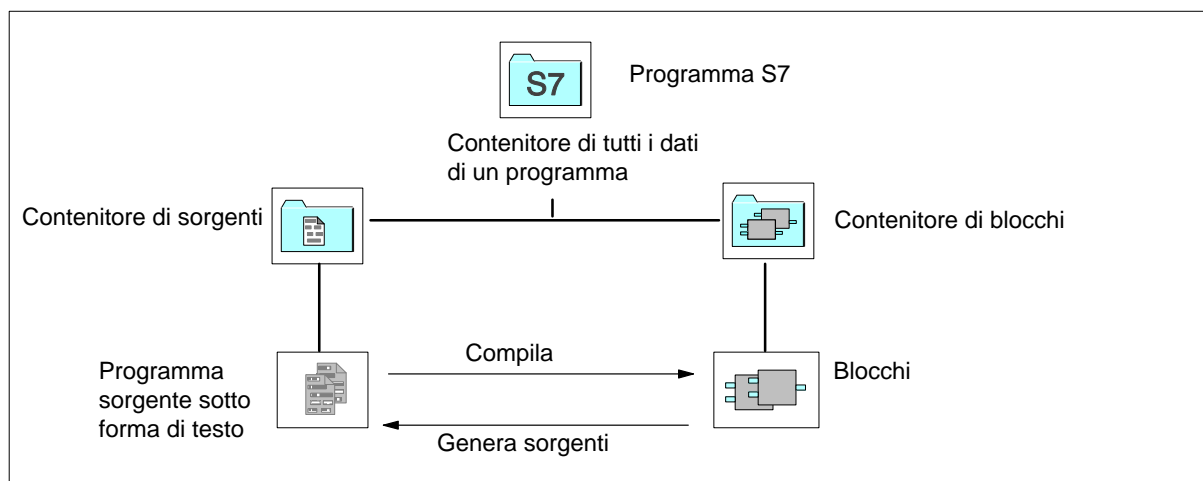 S7
Programma S7
Contenitore di tutti i dati
di un programma
Contenitore di sorgenti
Contenitore di blocchi
Compila
Programma
sorgente sotto
forma di testo
Blocchi
Genera sorgenti